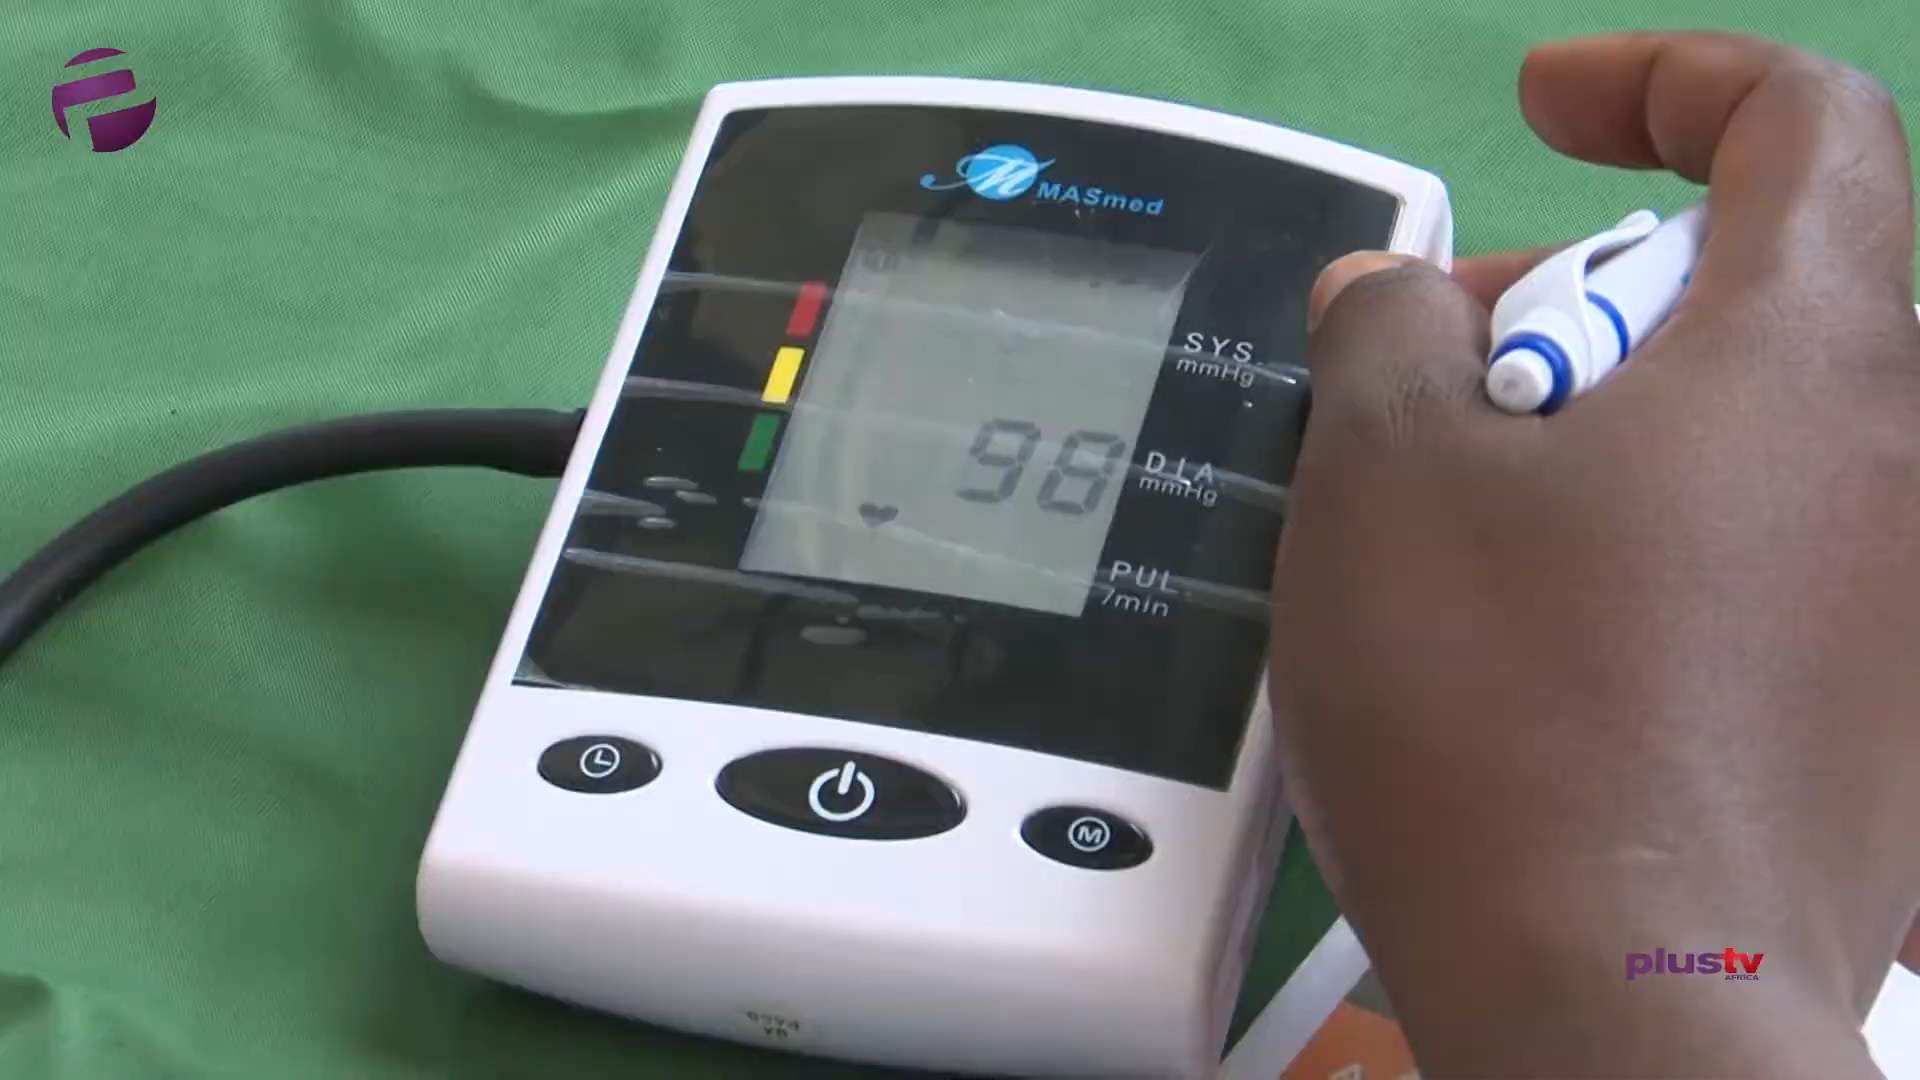 MASmed
SYS.
mmHg
98
DIA.
mmHg
PUL
/min
M
plustv
AFRICA